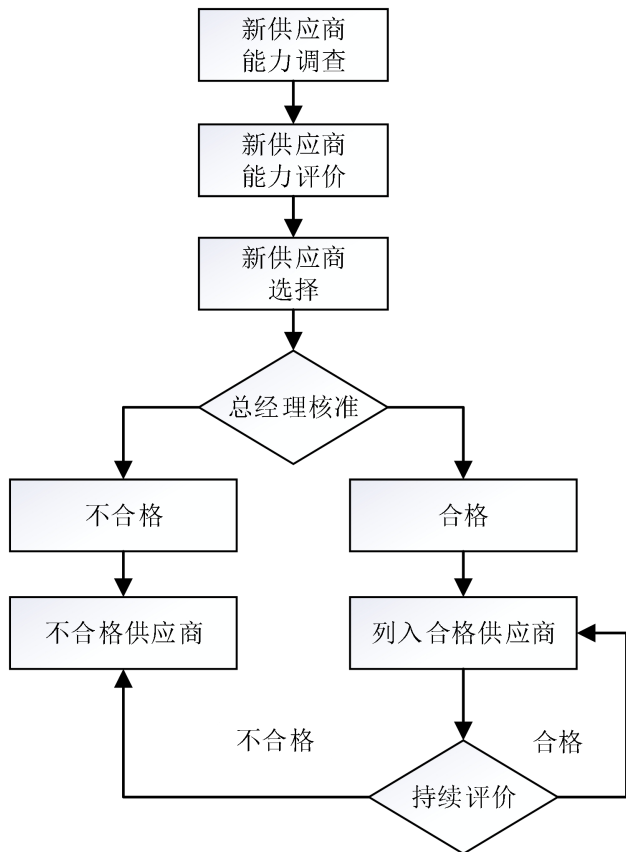 新供应商
能力调查
新供应商
能力评价
新供应商
选择
总经理核准
不合格
合格
不合格供应商
列入合格供应商
不合格
合格
持续评价